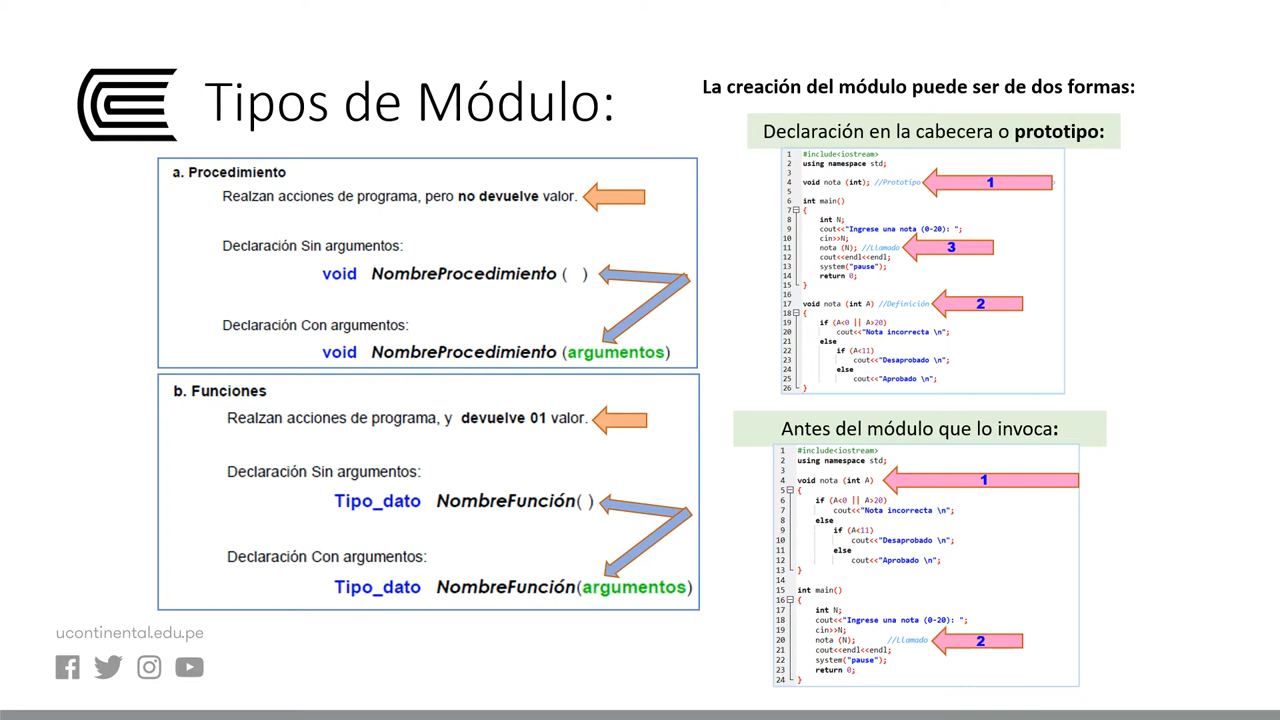 Tipos de Módulo:
a. Procedimiento
Realzan acciones de programa, pero no devuelve valor.
Declaración Sin argumentos:
void NombreProcedimiento ( )
Declaración Con argumentos:
void NombreProcedimiento (argumentos)
b. Funciones
Realzan acciones de programa, y devuelve 01 valor.
Declaración Sin argumentos:
Tipo_dato NombreFunción( )
Declaración Con argumentos:
Tipo_dato NombreFunción(argumentos)
ucontinental.edu.pe
La creación del módulo puede ser de dos formas:
Declaración en la cabecera o prototipo:
1 #include<iostream>
2 using namespace std;
3
4 void nota (int); //Prototipo 1
5
6 int main()
7 {
8 int N;
9 cout<<"Ingrese una nota (0-20): ";
10 cin>>N;
11 nota (N); //Llamado 3
12 cout<<endl<<endl;
13 system("pause");
14 return 0;
15 }
16
17 void nota (int A) //Definición 2
18 {
19 if (A<0 || A>20)
20 cout<<"Nota incorrecta \n";
21 else
22 if (A<11)
23 cout<<"Desaprobado \n";
24 else
25 cout<<"Aprobado \n";
26 }
Antes del módulo que lo invoca:
1 #include<iostream>
2 using namespace std;
3
4 void nota (int A) 1
5 {
6 if (A<0 || A>20)
7 cout<<"Nota incorrecta \n";
8 else
9 if (A<11)
10 cout<<"Desaprobado \n";
11 else
12 cout<<"Aprobado \n";
13 }
14
15 int main()
16 {
17 int N;
18 cout<<"Ingrese una nota (0-20): ";
19 cin>>N;
20 nota (N); //Llamado 2
21 cout<<endl<<endl;
22 system("pause");
23 return 0;
24 }